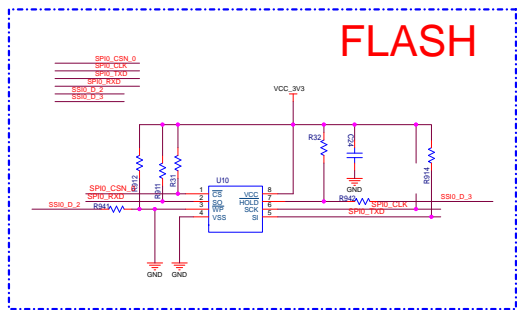 FLASH
SPI0_CSN_0
SPI0_CLK
SPI0_TXD
SPI0_RXD
SSI0_D_2
SSI0_D_3
VCC_3V3
R912
R911
R31
R32
C24
R914
GND
U10
SPI0_CSN_0
SPI0_RXD
SSI0_D_2
R941
1 CS VCC 8
2 SO HOLD 7
3 WP SCK 6
4 VSS SI 5
R942
SSI0_D_3
SPI0_CLK
SPI0_TXD
GND
GND